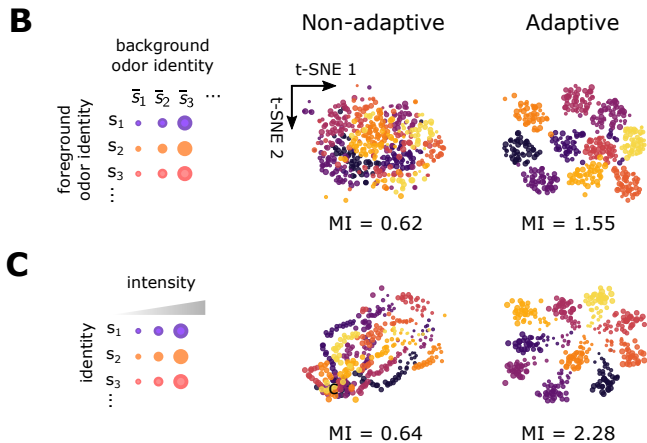 B
Non-adaptive
Adaptive
background
odor identity
s̄1 s̄2 s̄3 ...
foreground
odor identity
s1
s2
s3
⋮
t-SNE 1
t-SNE 2
MI = 0.62
MI = 1.55
C
intensity
identity
s1
s2
s3
⋮
MI = 0.64
MI = 2.28